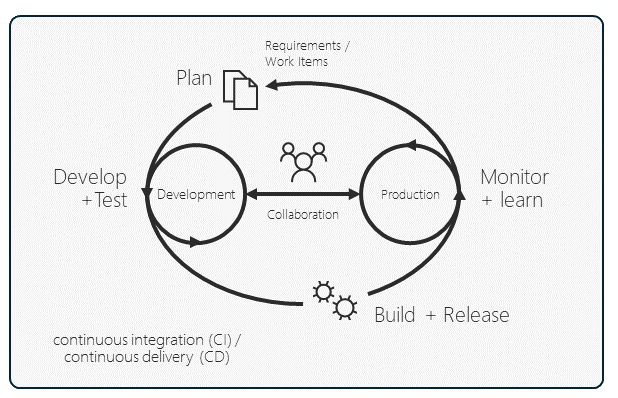 Requirements /
Work Items
Plan
Develop
+Test
Development
Collaboration
Production
Monitor
+ learn
Build + Release
continuous integration (CI) /
continuous delivery (CD)